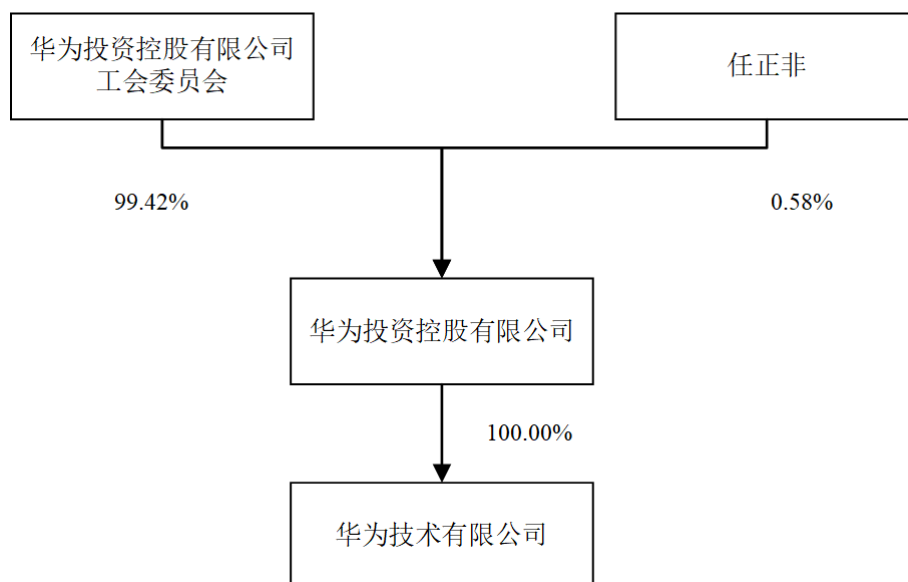 华为投资控股有限公司
工会委员会
任正非
99.42%
0.58%
华为投资控股有限公司
100.00%
华为技术有限公司